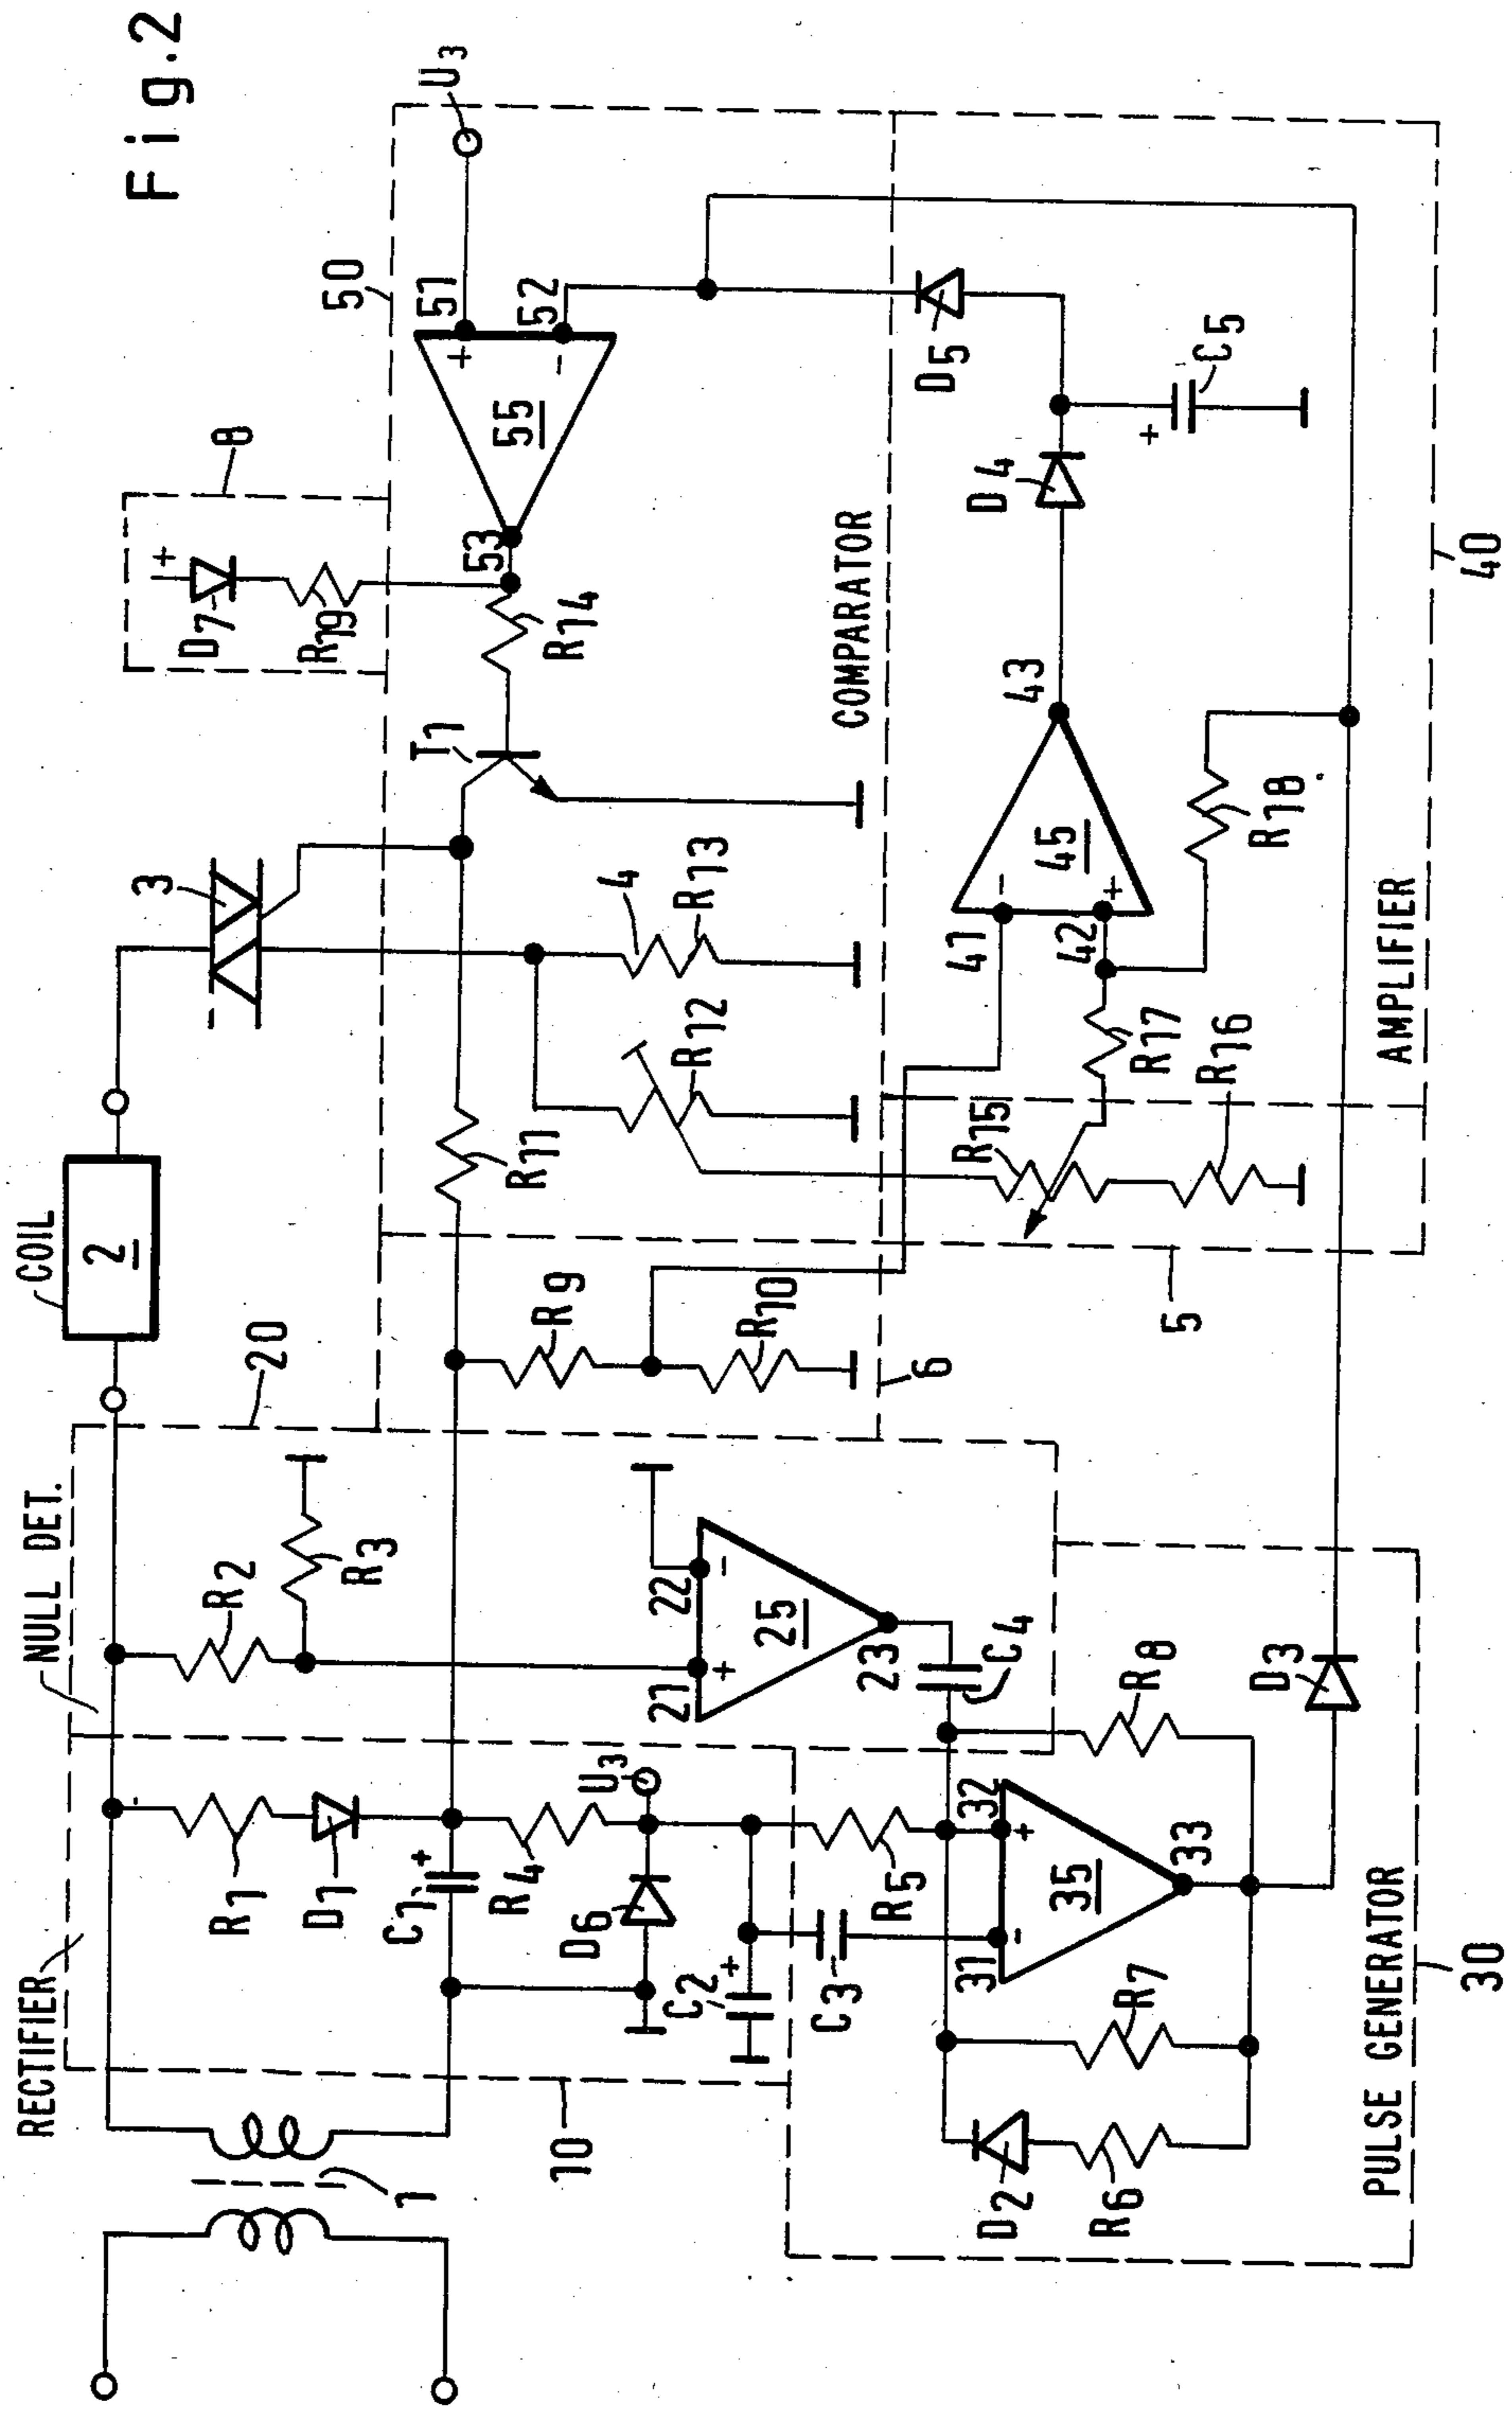 Fig.2
U3
50
51
52
+
-
55
53
8
+
D7
R19
R14
T1
COMPARATOR
D5
C5
+
D4
40
43
45
41
-
42
+
R18
AMPLIFIER
3
4
R13
R12
R11
R17
R16
R15
5
COIL
2
20
R9
R10
6
NULL DET.
R2
R3
22
-
25
21
+
23
C4
R8
D3
RECTIFIER
R1
D1
C1
+
R4
U3
D6
C2
+
C3
R5
32
+
35
31
-
33
R7
D2
R6
PULSE GENERATOR
30
10
1